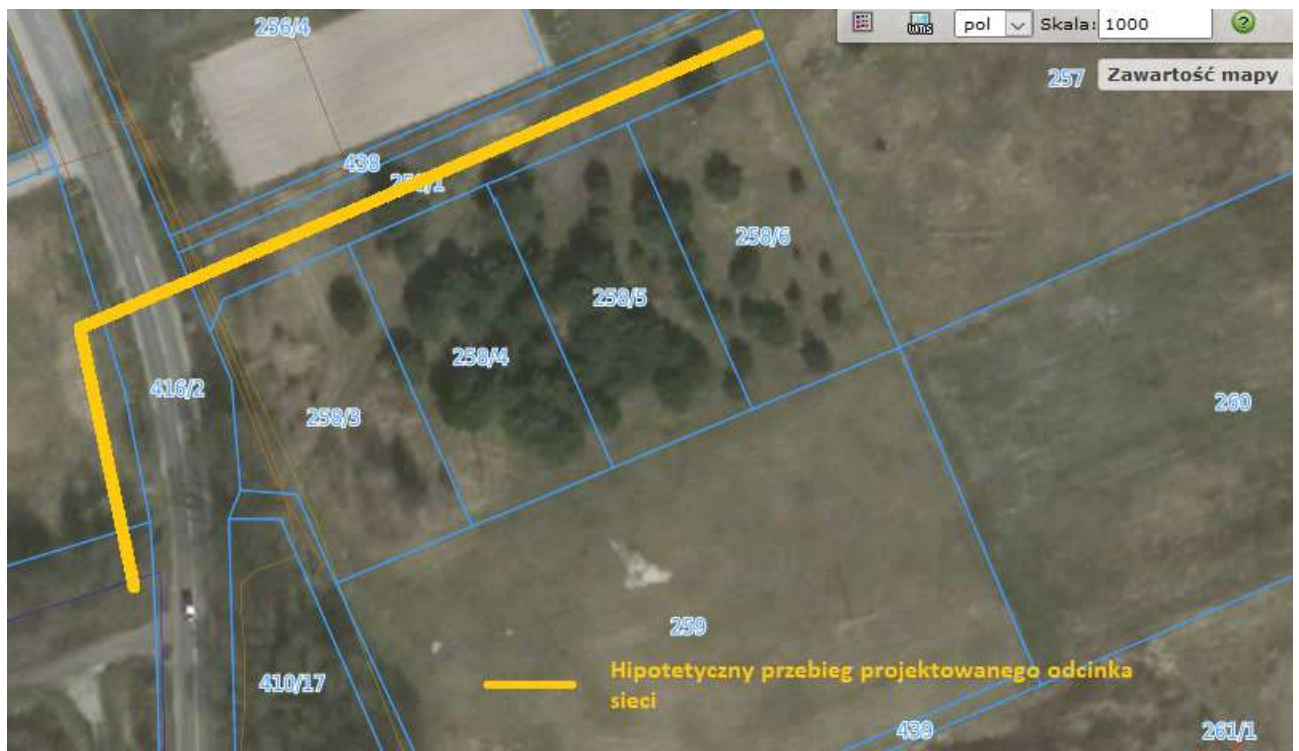 256/4
pol
Skala: 1000
257
Zawartość mapy
438
258/6
258/5
258/4
416/2
258/3
260
259
Hipotetyczny przebieg projektowanego odcinka
sieci
410/17
439
261/1